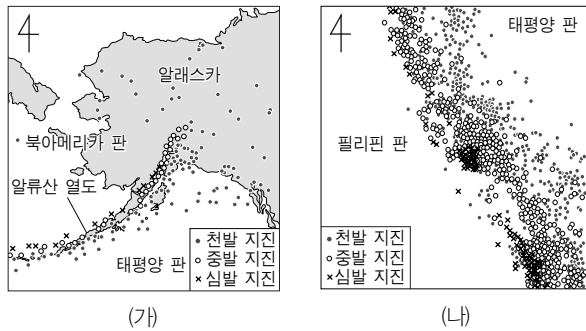 알래스카
북아메리카 판
알류산 열도
태평양 판
천발 지진
중발 지진
심발 지진
(가)
태평양 판
필리핀 판
천발 지진
중발 지진
심발 지진
(나)